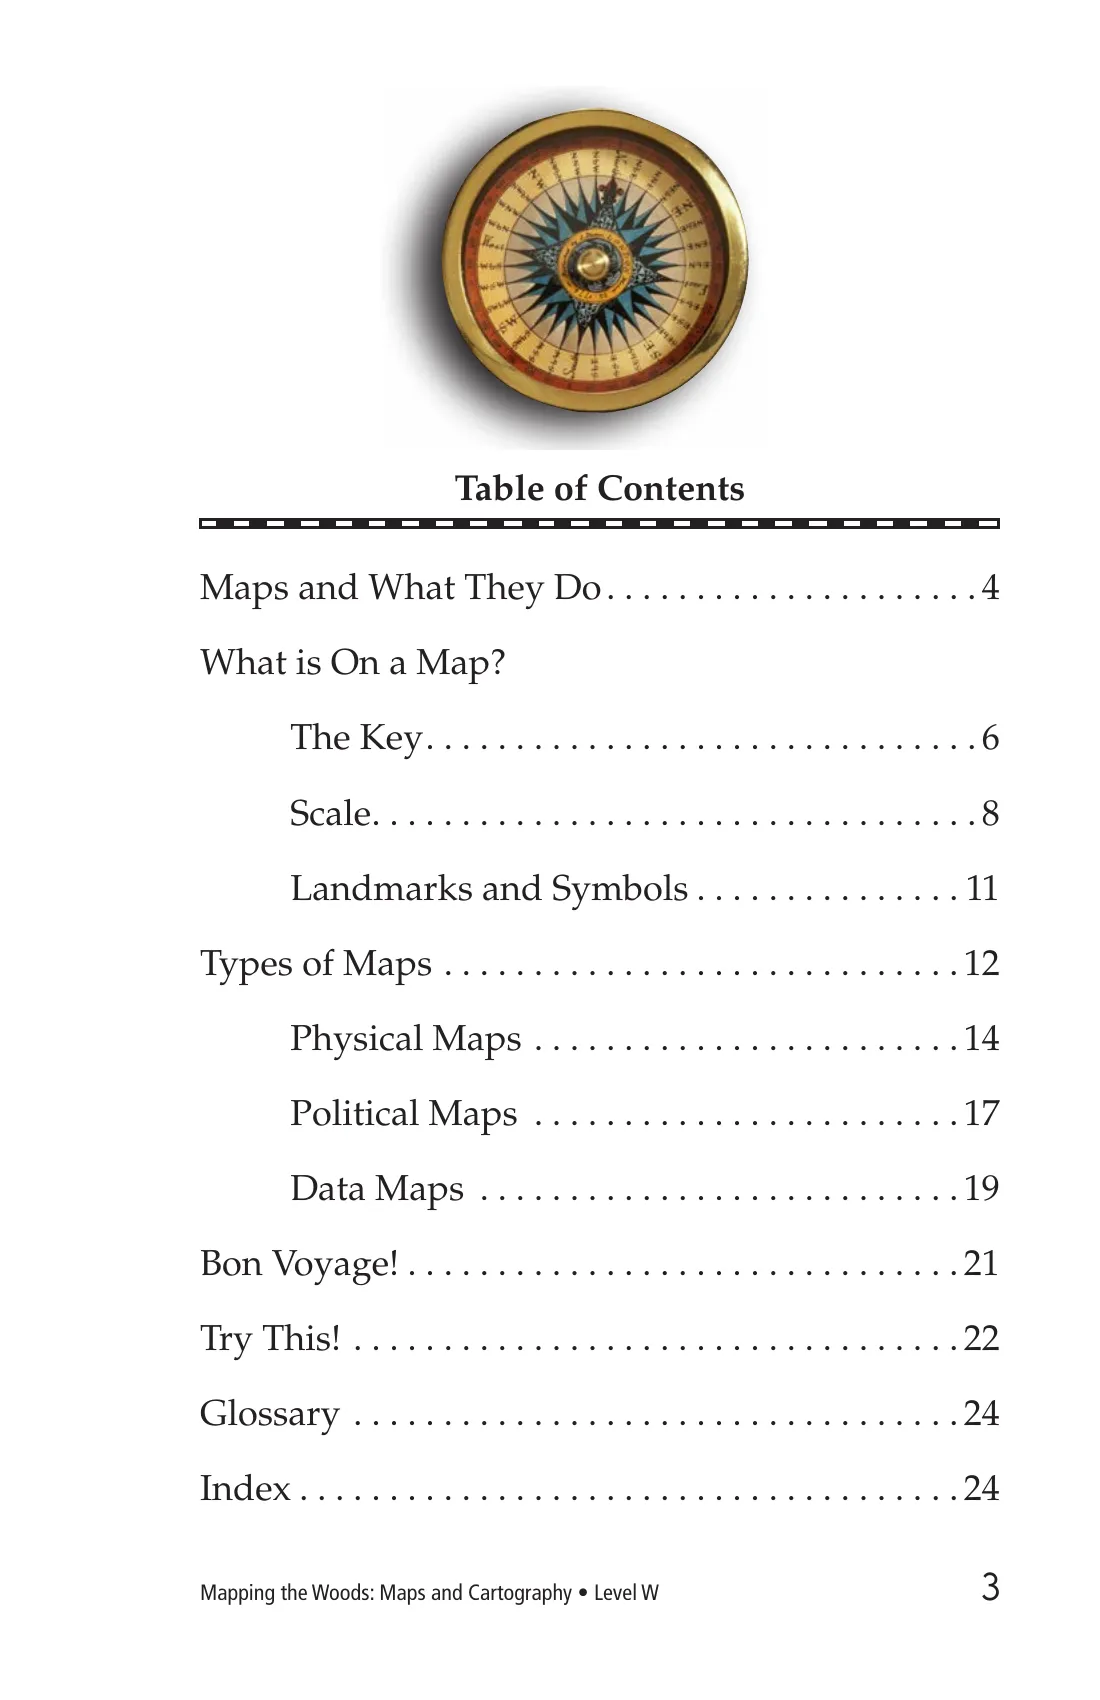 Table of Contents
Maps and What They Do . . . . . . . . . . . . . . . . . . . . . 4
What is On a Map?
The Key . . . . . . . . . . . . . . . . . . . . . . . . . . . . . . . 6
Scale. . . . . . . . . . . . . . . . . . . . . . . . . . . . . . . . . . 8
Landmarks and Symbols . . . . . . . . . . . . . . . 11
Types of Maps . . . . . . . . . . . . . . . . . . . . . . . . . . . . . 12
Physical Maps . . . . . . . . . . . . . . . . . . . . . . . . 14
Political Maps . . . . . . . . . . . . . . . . . . . . . . . . 17
Data Maps . . . . . . . . . . . . . . . . . . . . . . . . . . . 19
Bon Voyage! . . . . . . . . . . . . . . . . . . . . . . . . . . . . . . . 21
Try This! . . . . . . . . . . . . . . . . . . . . . . . . . . . . . . . . . . 22
Glossary . . . . . . . . . . . . . . . . . . . . . . . . . . . . . . . . . . 24
Index . . . . . . . . . . . . . . . . . . . . . . . . . . . . . . . . . . . . . 24
Mapping the Woods: Maps and Cartography • Level W 3